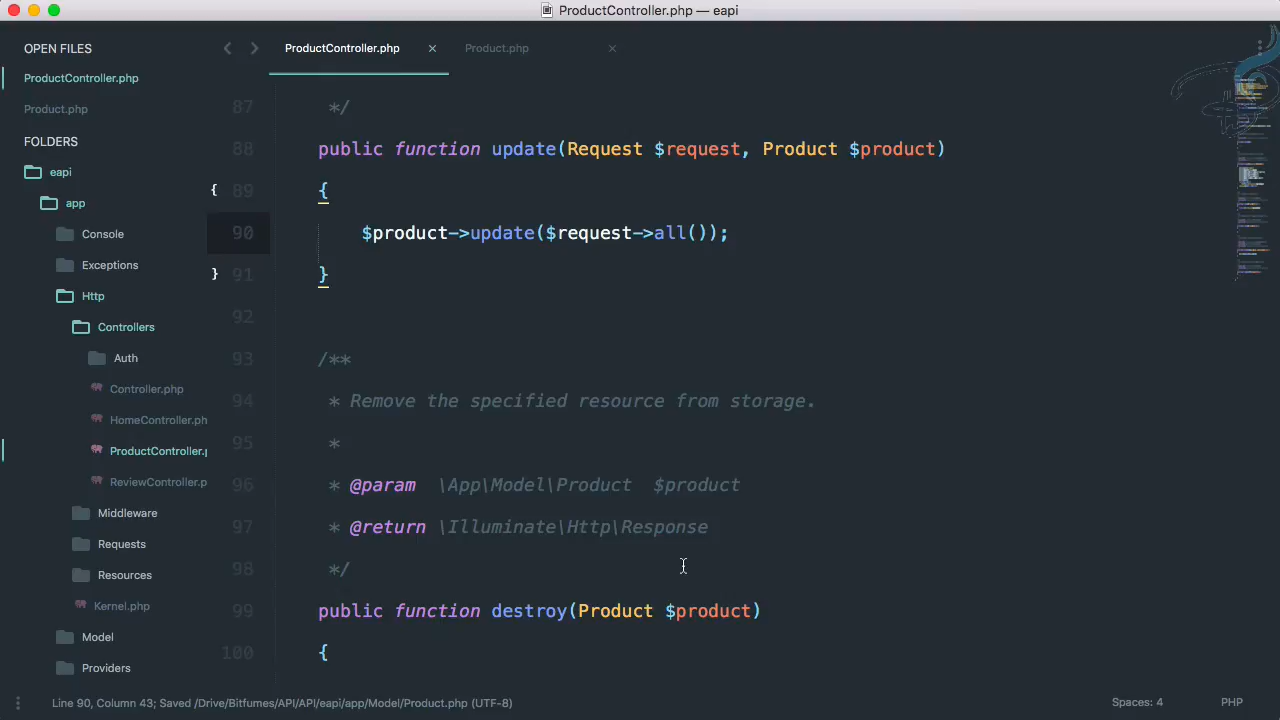 ProductController.php — eapi
OPEN FILES
ProductController.php
Product.php
FOLDERS
eapi
app
Console
Exceptions
Http
Controllers
Auth
Controller.php
HomeController.ph
ProductController.p
ReviewController.p
Middleware
Requests
Resources
Kernel.php
Model
Providers
ProductController.php ×
Product.php ×
87 */
88 public function update(Request $request, Product $product)
{ 89 {
90 $product->update($request->all());
} 91 }
92
93 /**
94 * Remove the specified resource from storage.
95 *
96 * @param \App\Model\Product $product
97 * @return \Illuminate\Http\Response
98 */
99 public function destroy(Product $product)
100 {
Line 90, Column 43; Saved /Drive/Bitfumes/API/API/eapi/app/Model/Product.php (UTF-8)
Spaces: 4
PHP